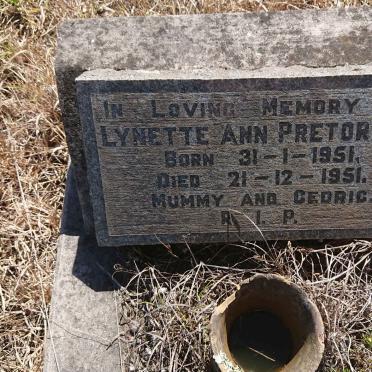 IN LOVING MEMORY
LYNETTE ANN PRETOR
BORN 31-1-1951.
DIED 21-12-1951.
MUMMY AND CEDRIC.
R.I.P.